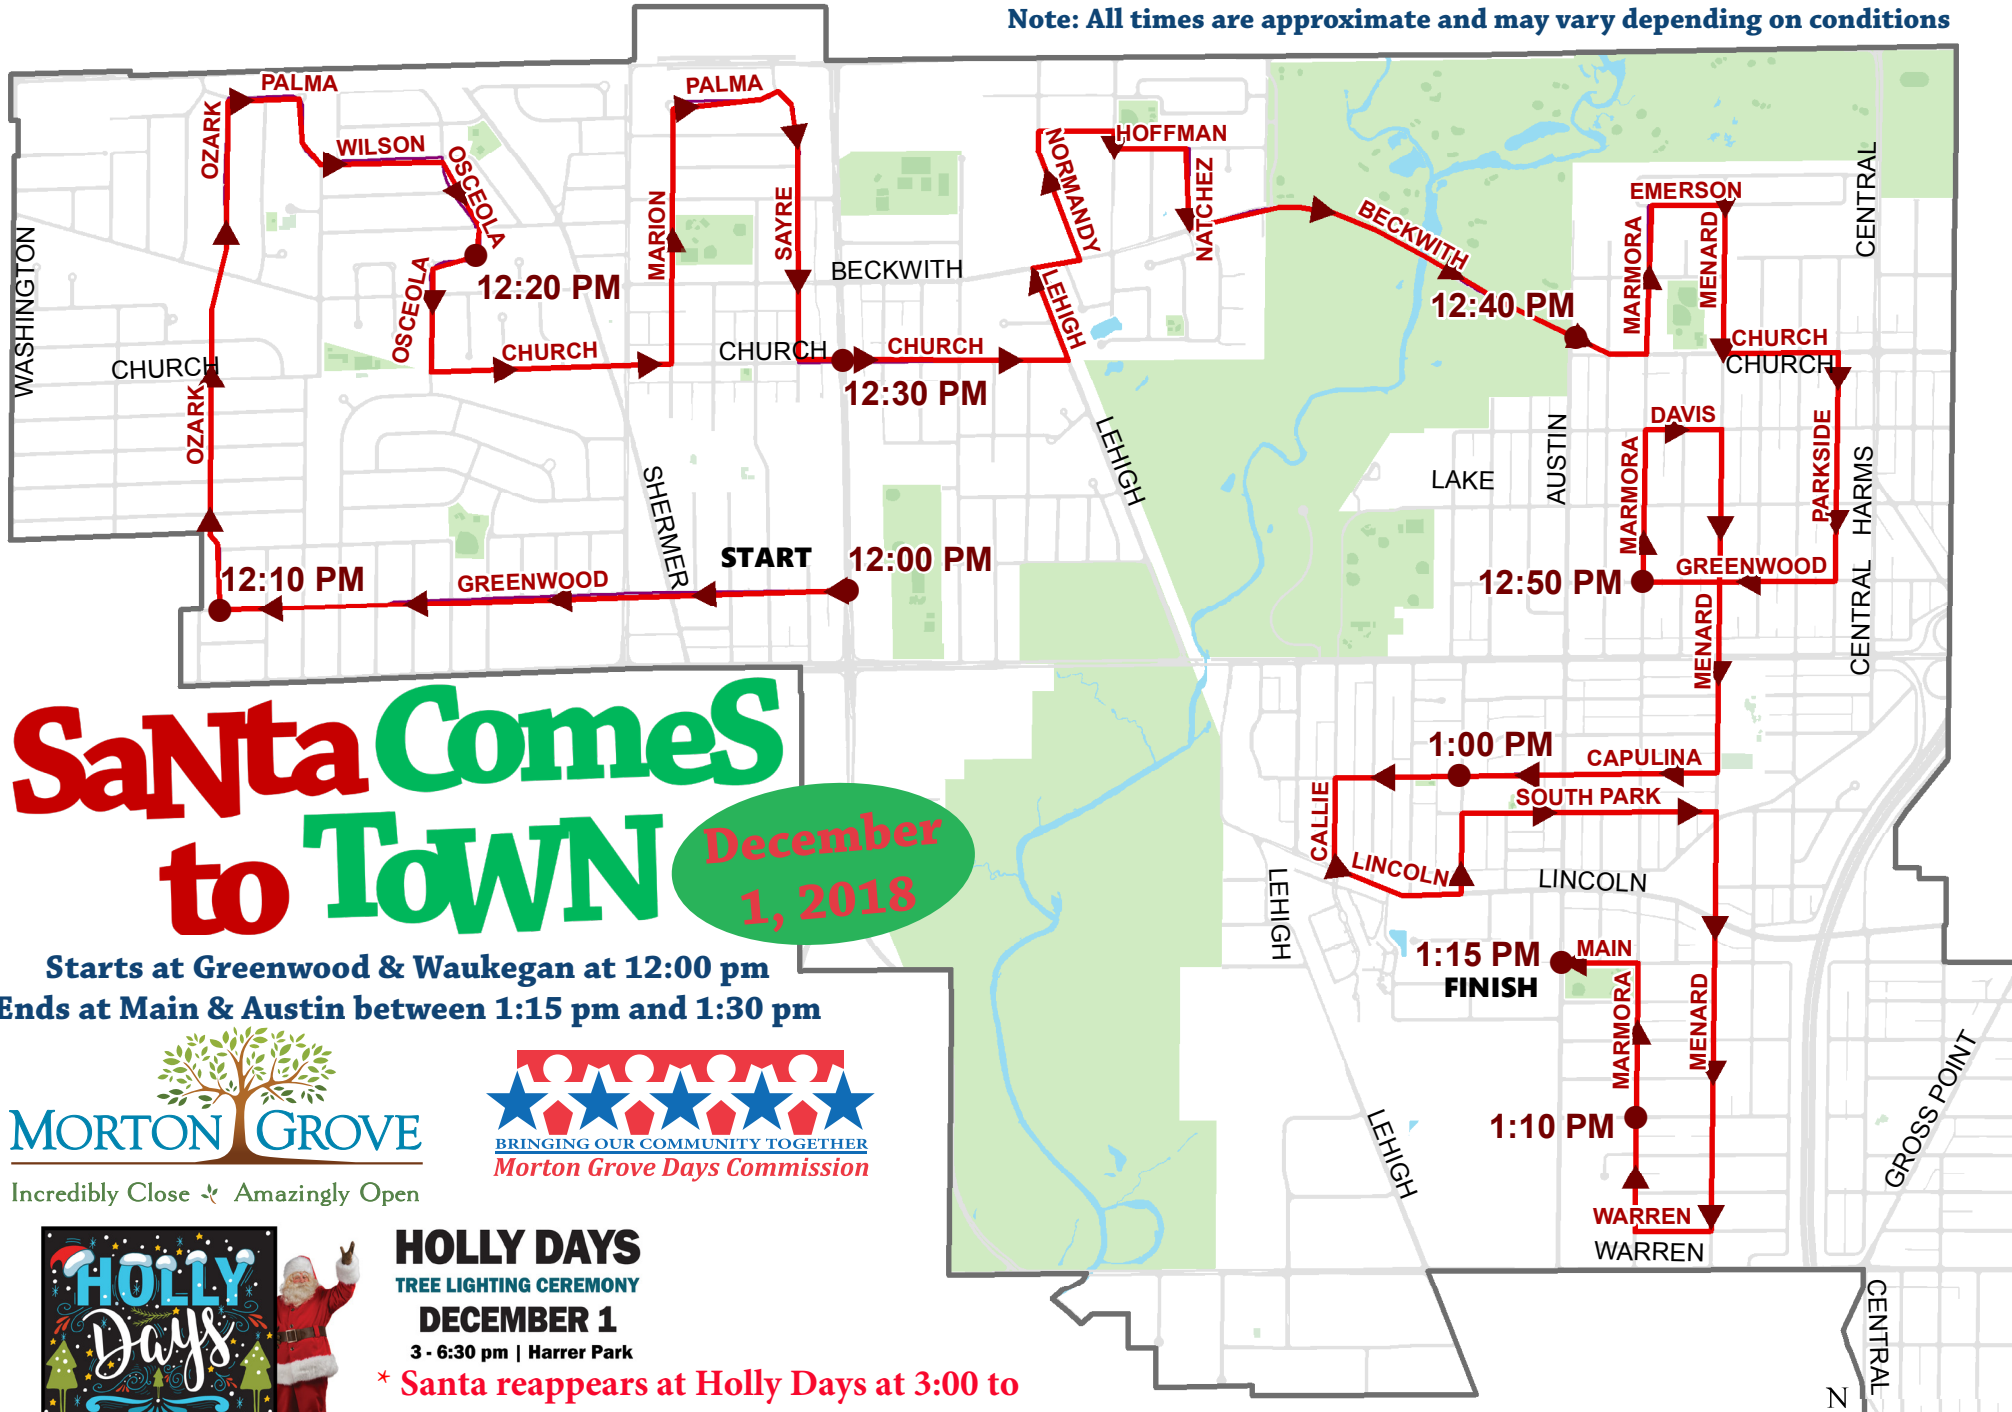 Note: All times are approximate and may vary depending on conditions
PALMA
OZARK
WILSON
OSCEOLA
12:20 PM
OSCEOLA
CHURCH
WASHINGTON
CHURCH
OZARK
12:10 PM
GREENWOOD
SHERMER
START
12:00 PM
PALMA
MARION
SAYRE
BECKWITH
CHURCH
CHURCH
12:30 PM
LEHIGH
NORMANDY
HOFFMAN
NATCHEZ
BECKWITH
12:40 PM
LEHIGH
EMERSON
MARMORA
MENARD
CENTRAL
CHURCH
CHURCH
DAVIS
LAKE
AUSTIN
MARMORA
PARKSIDE
HARMS
CENTRAL
12:50 PM
GREENWOOD
MENARD
1:00 PM
CAPULINA
SOUTH PARK
CALLIE
LINCOLN
LINCOLN
LEHIGH
1:15 PM
FINISH
MAIN
MARMORA
MENARD
1:10 PM
WARREN
WARREN
LEHIGH
GROSS POINT
CENTRAL
N
SaNta ComeS
to ToWN
December
1, 2018
Starts at Greenwood & Waukegan at 12:00 pm
Ends at Main & Austin between 1:15 pm and 1:30 pm
MORTON GROVE
Incredibly Close Amazingly Open
BRINGING OUR COMMUNITY TOGETHER
Morton Grove Days Commission
HOLLY
Days
HOLLY DAYS
TREE LIGHTING CEREMONY
DECEMBER 1
3 - 6:30 pm | Harrer Park
* Santa reappears at Holly Days at 3:00 to